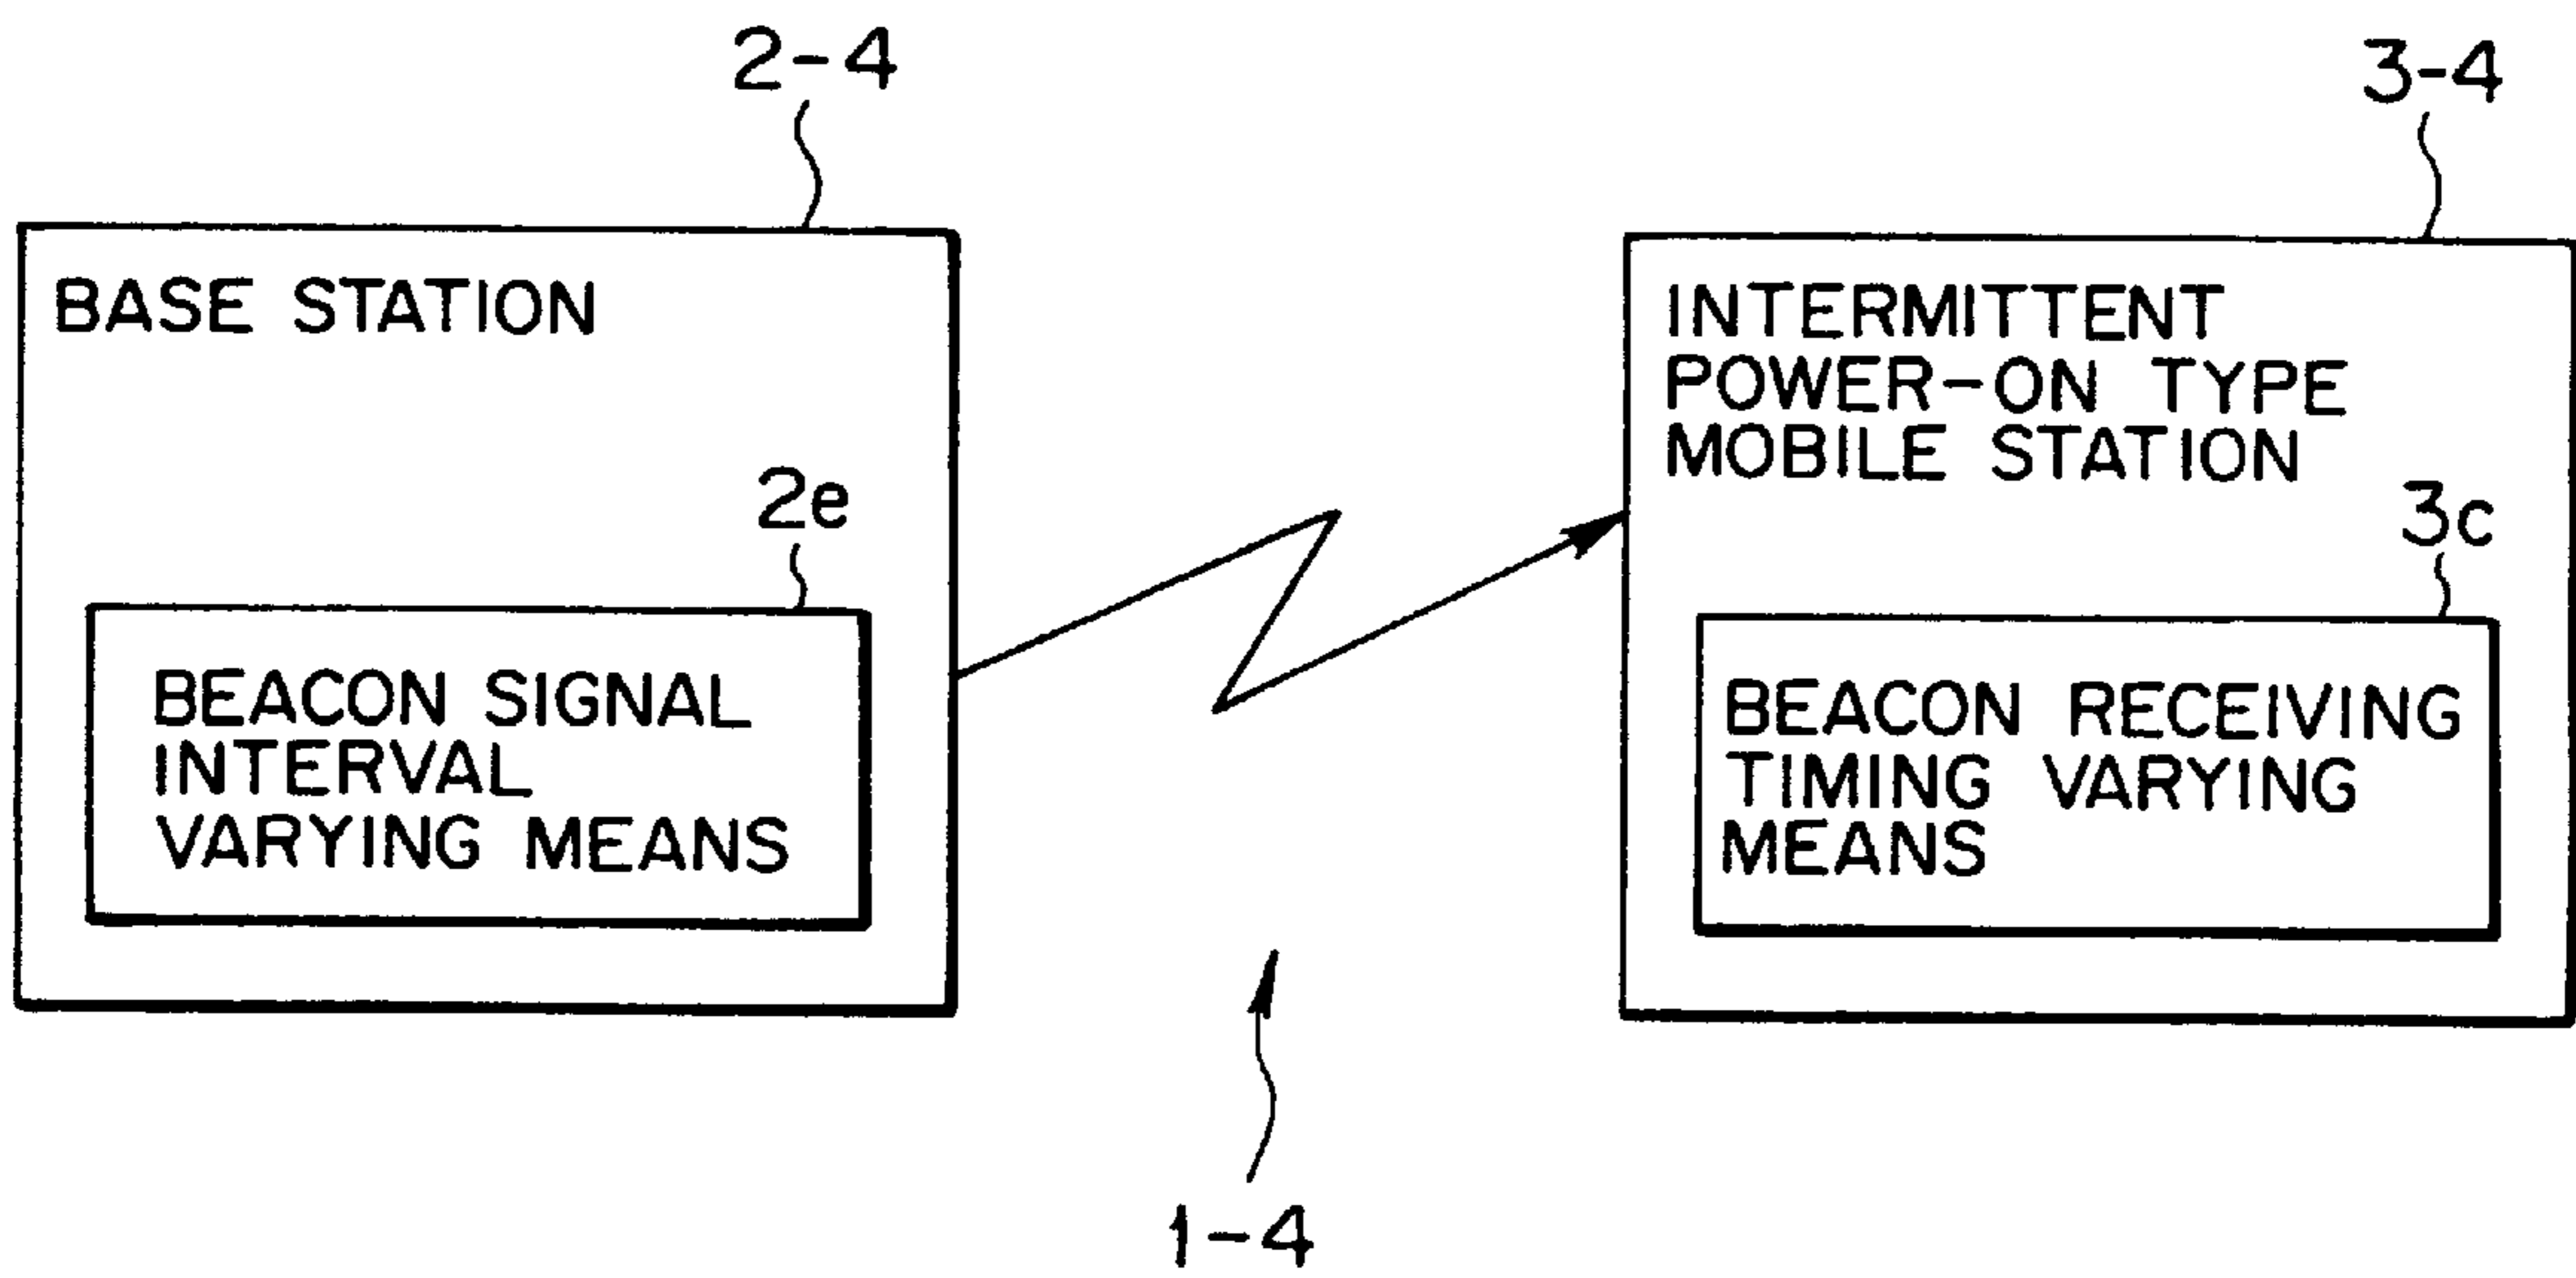 2-4
3-4
BASE STATION
2e
BEACON SIGNAL
INTERVAL
VARYING MEANS
INTERMITTENT
POWER-ON TYPE
MOBILE STATION
3c
BEACON RECEIVING
TIMING VARYING
MEANS
1-4